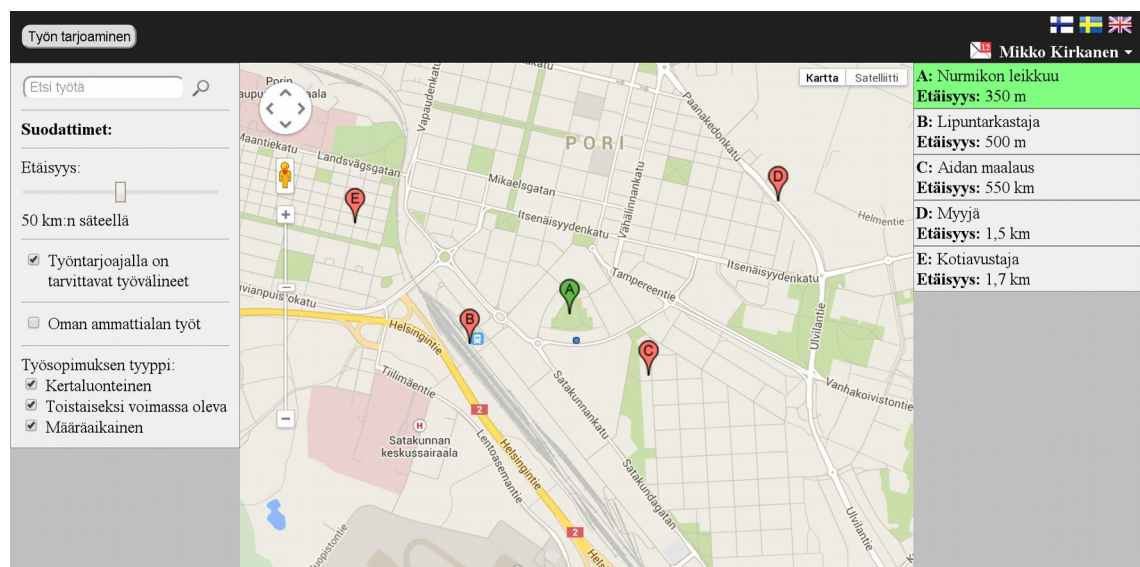 Työn tarjoaminen
12
Mikko Kirkanen
Etsi työtä
Suodattimet:
Etäisyys:
50 km:n säteellä
Työntarjoajalla on
tarvittavat työvälineet
Oman ammattialan työt
Työsopimuksen tyyppi:
Kertaluonteinen
Toistaiseksi voimassa oleva
Määräaikainen
Kartta
Satelliitti
Porin
Vapaudenkatu
Paanakedonkatu
PORI
Maantiekatu
Landsvägsgatan
Mikaelsgatan
Itsenäisyydenkatu
Vähälinnankatu
D
E
Helmentie
Itsenäisyydenkatu
Tampereentie
A
B
C
Helsingintie
Ulvilantie
Tiilimäentie
Satakunnankatu
Vanhakoivistontie
2
H
Satakunnan
keskussairaala
Lentoasemantie
Helsingintie
Satakundagatan
Ulvilantie
2
A: Nurmikon leikkuu
Etäisyys: 350 m
B: Lipuntarkastaja
Etäisyys: 500 m
C: Aidan maalaus
Etäisyys: 550 km
D: Myyjä
Etäisyys: 1,5 km
E: Kotiavustaja
Etäisyys: 1,7 km